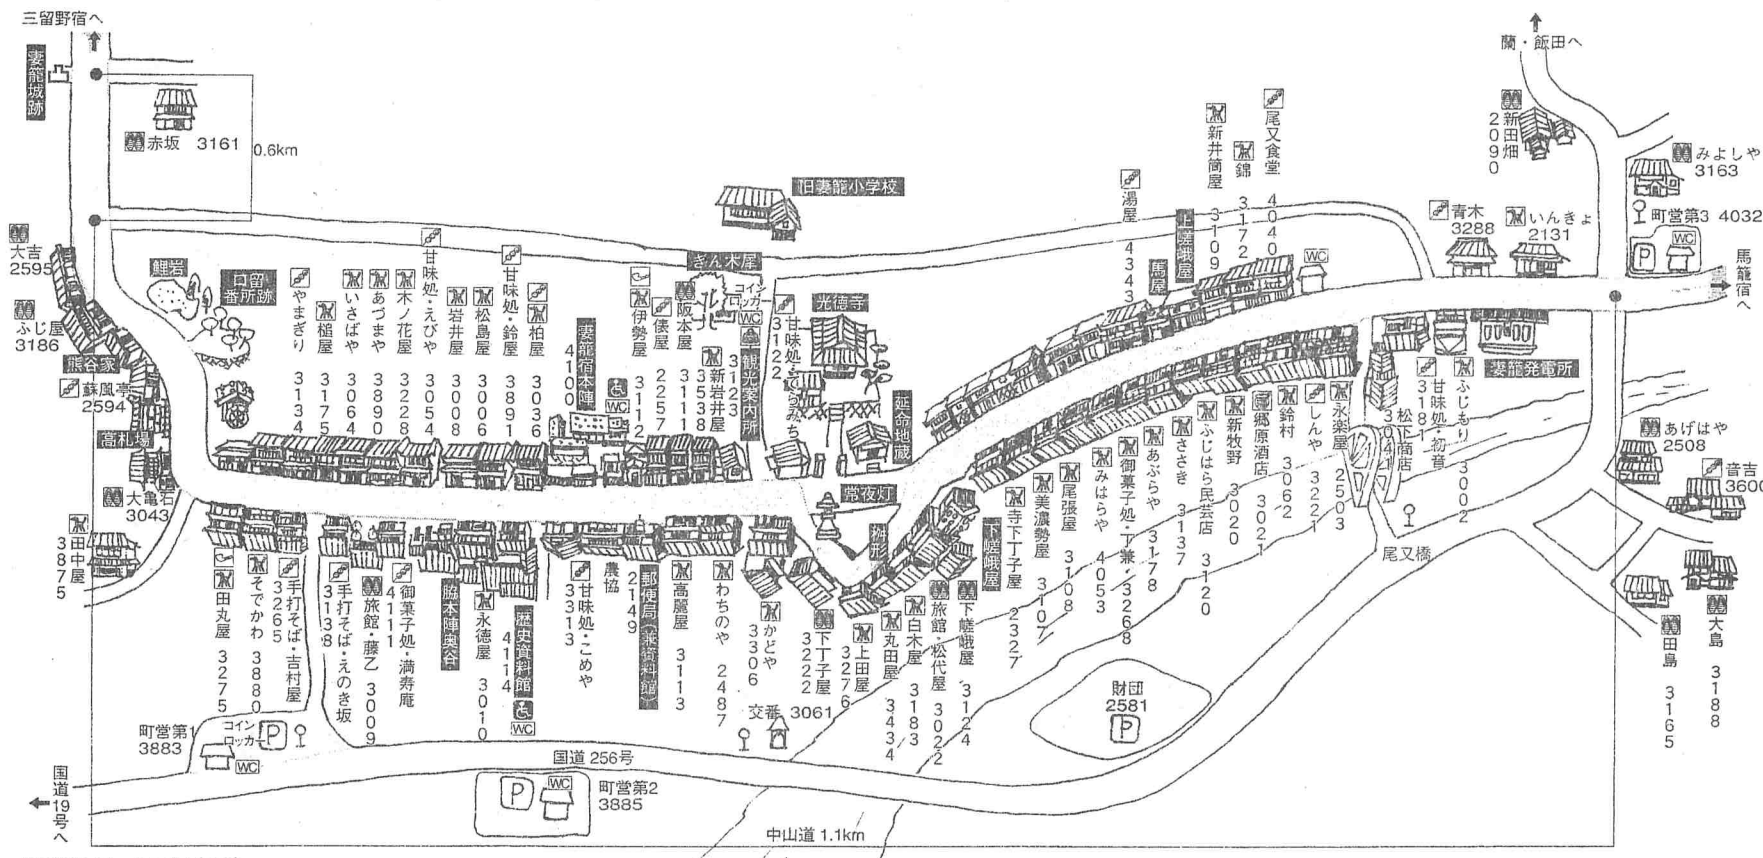 三留野宿へ
妻籠城跡
赤坂 3161
0.6km
大吉
2595
ふじ屋
3186
熊谷家
蘇風亭
2594
高札場
大亀石
3043
田中屋 3875
鯉岩
口留番所跡
やまぎり 3134
槌屋 3175
いさばや 3064
あづまや 3890
木ノ花屋 3228
甘味処・えびや 3054
岩井屋 3008
松島屋 3006
甘味処・鈴屋 3891
柏屋 3036
妻籠宿本陣
4100
WC
伊勢屋 3112
俵屋 2257
阪本屋 3111
新岩井屋 3538
ぎん木犀
コインロッカー
WC
観光案内所
3123
旧妻籠小学校
甘味処・てらみち
3122
光徳寺
延命地蔵
常夜灯
桝形
湯屋 4343
馬屋
上嵯峨屋
新井筒屋 3109
錦 3172
尾又食堂 4040
WC
蘭・飯田へ
新田畑
2090
みよしや
3163
町営第3 4032
P
WC
青木
3288
いんきょ
2131
馬籠宿へ
妻籠発電所
ふじもり 3002
甘味処・初音
3181
松下商店
3041
永楽屋 2503
しんや 3221
鈴村 3062
郷原酒店 3021
新牧野 3020
ふじはら民芸店 3120
ささき 3137
あぶらや 3178
御菓子処・丁兼・3268
みはらや 4053
尾張屋 3108
美濃勢屋 3107
寺下丁子屋 2327
下嵯峨屋
下嵯峨屋 3124
旅館・松代屋 3022
白木屋 3183
丸田屋 3434
上田屋
3276
下丁子屋
3222
かどや
3306
わちのや 2487
高麗屋 3113
郵便局(兼資料館)
2149
農協
甘味処・こめや
3313
歴史資料館
4114
WC
永徳屋 3010
脇本陣奥谷
御菓子処・満寿庵
4111
旅館・藤乙 3009
手打そば・えのき坂
3138
手打そば・吉村屋
3265
そでかわ 3880
田丸屋 3275
あげはや
2508
音吉
3600
大島 3188
田島 3165
尾又橋
財団
2581
P
交番 3061
町営第1
3883
コインロッカー
P
WC
国道256号
P
WC
町営第2
3885
国道19号へ
中山道 1.1km